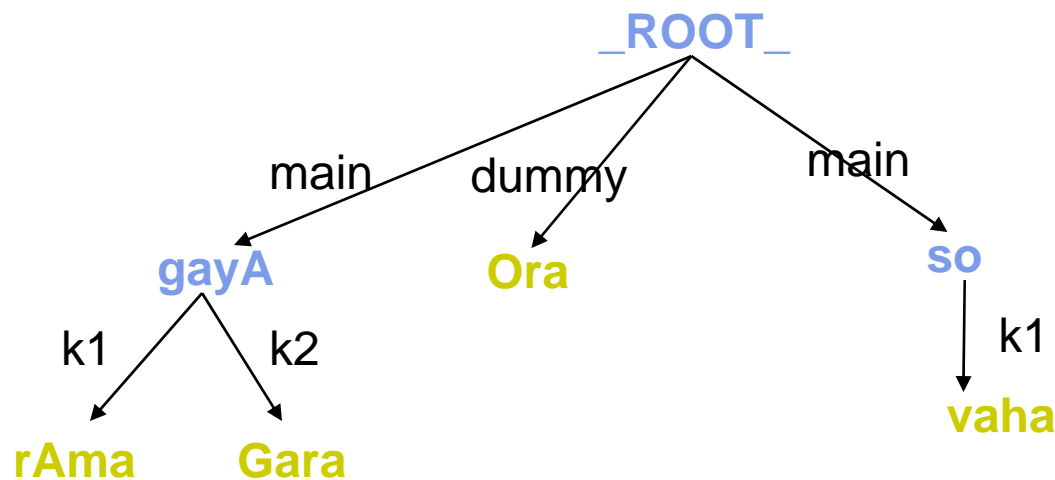 _ROOT_
main dummy main
gayA Ora so
k1 k2 k1
rAma Gara vaha